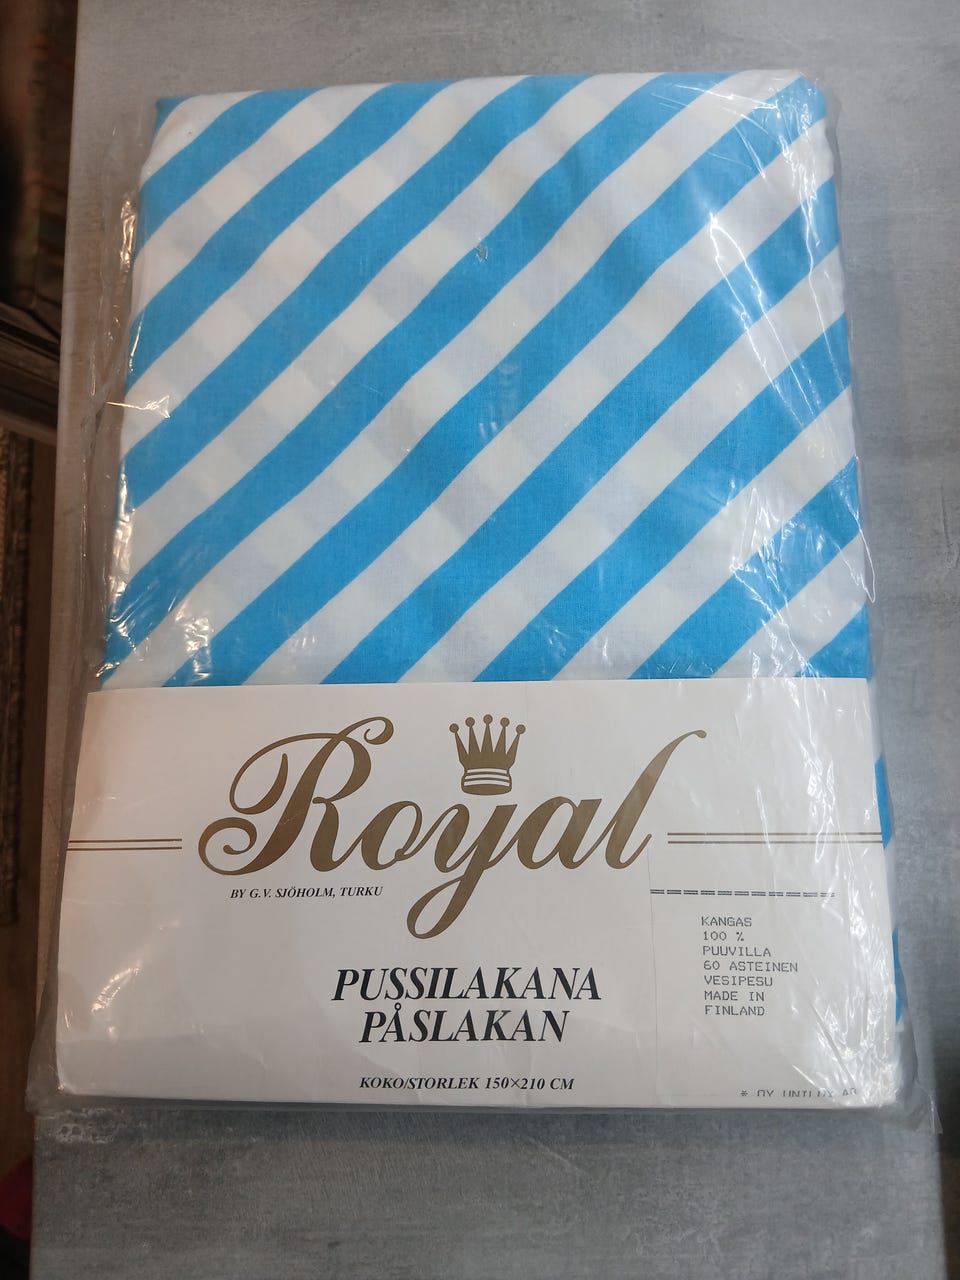 Royal
BY G.V. SJÖHOLM, TURKU
PUSSILAKANA
PÅSLAKAN
KOKO/STORLEK 150×210 CM
KANGAS
100 %
PUUVILLA
60 ASTEINEN
VESIPESU
MADE IN
FINLAND
* OY